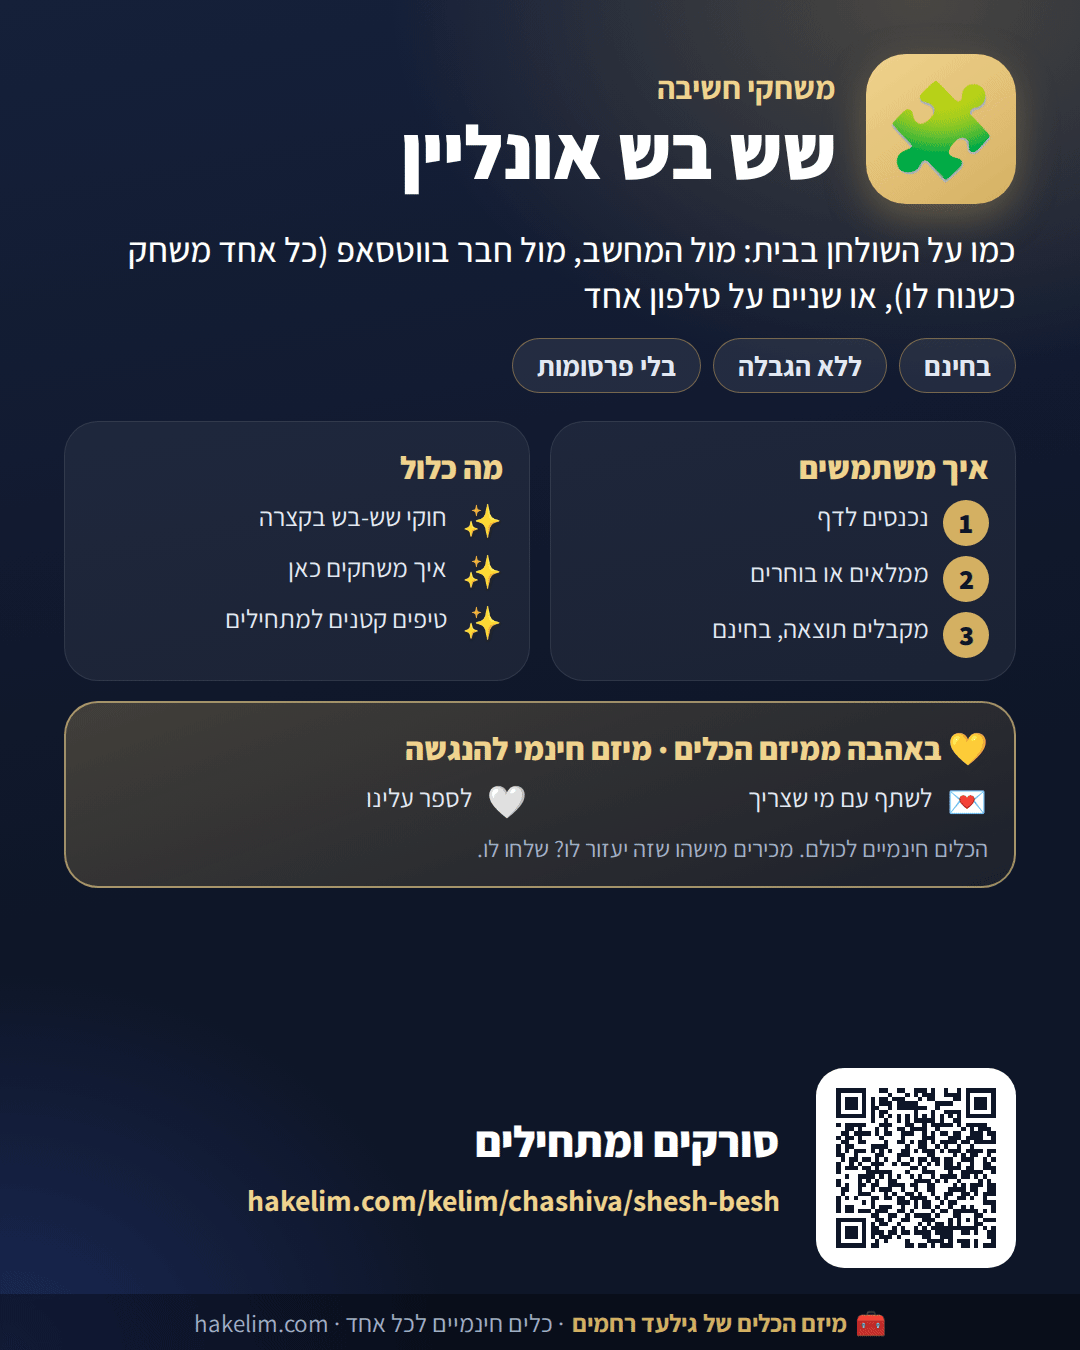 משחקי חשיבה
שש בש אונליין
כמו על השולחן בבית: מול המחשב, מול חבר בווטסאפ (כל אחד משחק
כשנוח לו), או שניים על טלפון אחד
בחינם
ללא הגבלה
בלי פרסומות
איך משתמשים
1 נכנסים לדף
2 ממלאים או בוחרים
3 מקבלים תוצאה, בחינם
מה כלול
חוקי שש-בש בקצרה
איך משחקים כאן
טיפים קטנים למתחילים
באהבה ממיזם הכלים · מיזם חינמי להנגשה
לשתף עם מי שצריך
לספר עלינו
הכלים חינמיים לכולם. מכירים מישהו שזה יעזור לו? שלחו לו.
סורקים ומתחילים
hakelim.com/kelim/chashiva/shesh-besh
מיזם הכלים של גילעד רחמים · כלים חינמיים לכל אחד · hakelim.com